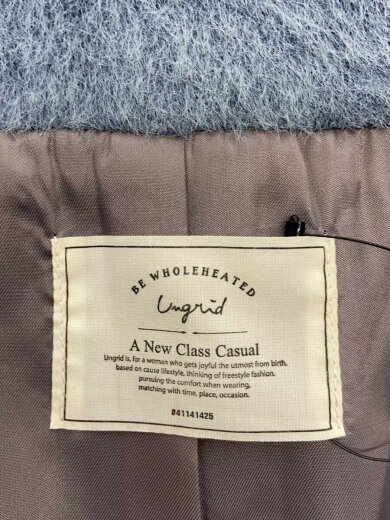 BE WHOLEHEATED
Ungrid
A New Class Casual
Ungrid is, for a woman who gets joyful the utmost from birth.
based on cause lifestyle, thinking of freestyle fashion.
pursuing the comfort when wearing,
matching with time, place, occasion.
#41141425